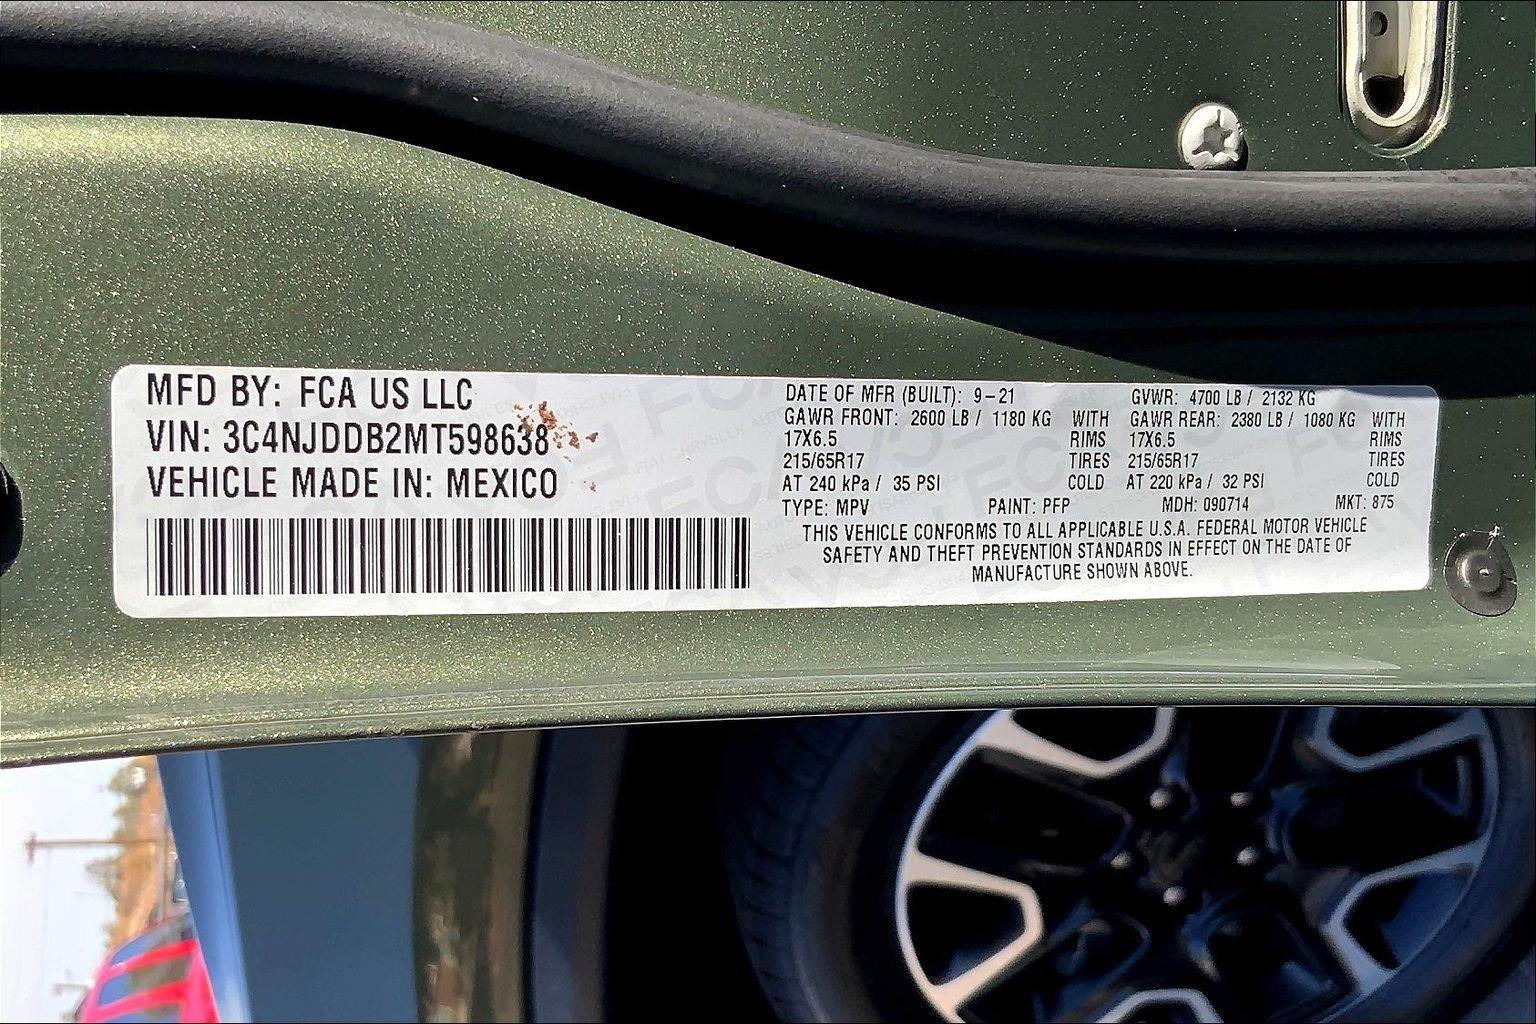 MFD BY: FCA US LLC
VIN: 3C4NJDDB2MT598638
VEHICLE MADE IN: MEXICO
DATE OF MFR (BUILT): 9-21 GVWR: 4700 LB / 2132 KG
GAWR FRONT: 2600 LB / 1180 KG WITH GAWR REAR: 2380 LB / 1080 KG WITH
17X6.5 RIMS 17X6.5 RIMS
215/65R17 TIRES 215/65R17 TIRES
AT 240 kPa / 35 PSI COLD AT 220 kPa / 32 PSI COLD
TYPE: MPV PAINT: PFP MDH: 090714 MKT: 875
THIS VEHICLE CONFORMS TO ALL APPLICABLE U.S.A. FEDERAL MOTOR VEHICLE
SAFETY AND THEFT PREVENTION STANDARDS IN EFFECT ON THE DATE OF
MANUFACTURE SHOWN ABOVE.